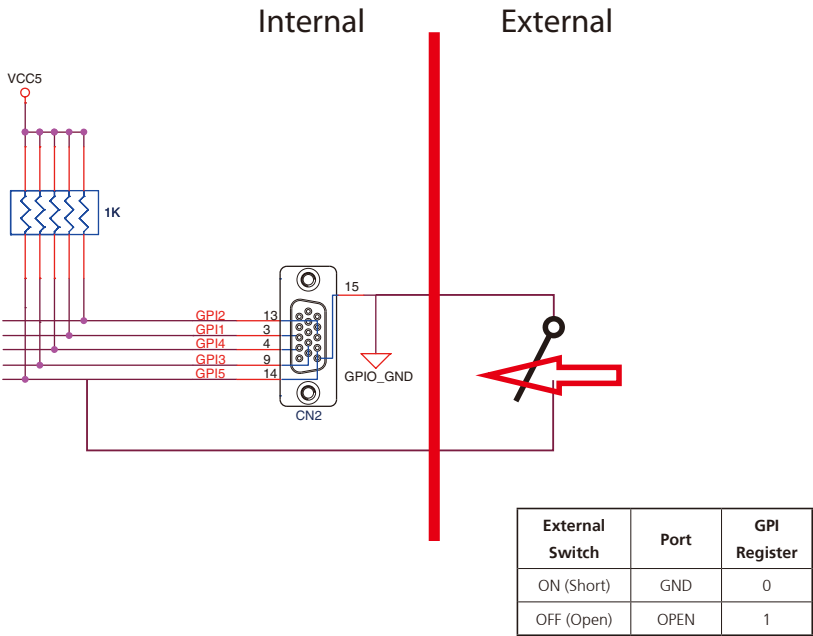 Internal
External
VCC5
1K
15
GPI2 13
GPI1 3
GPI4 4
GPI3 9
GPI5 14
GPIO_GND
CN2
External Switch Port GPI Register
ON (Short) GND 0
OFF (Open) OPEN 1